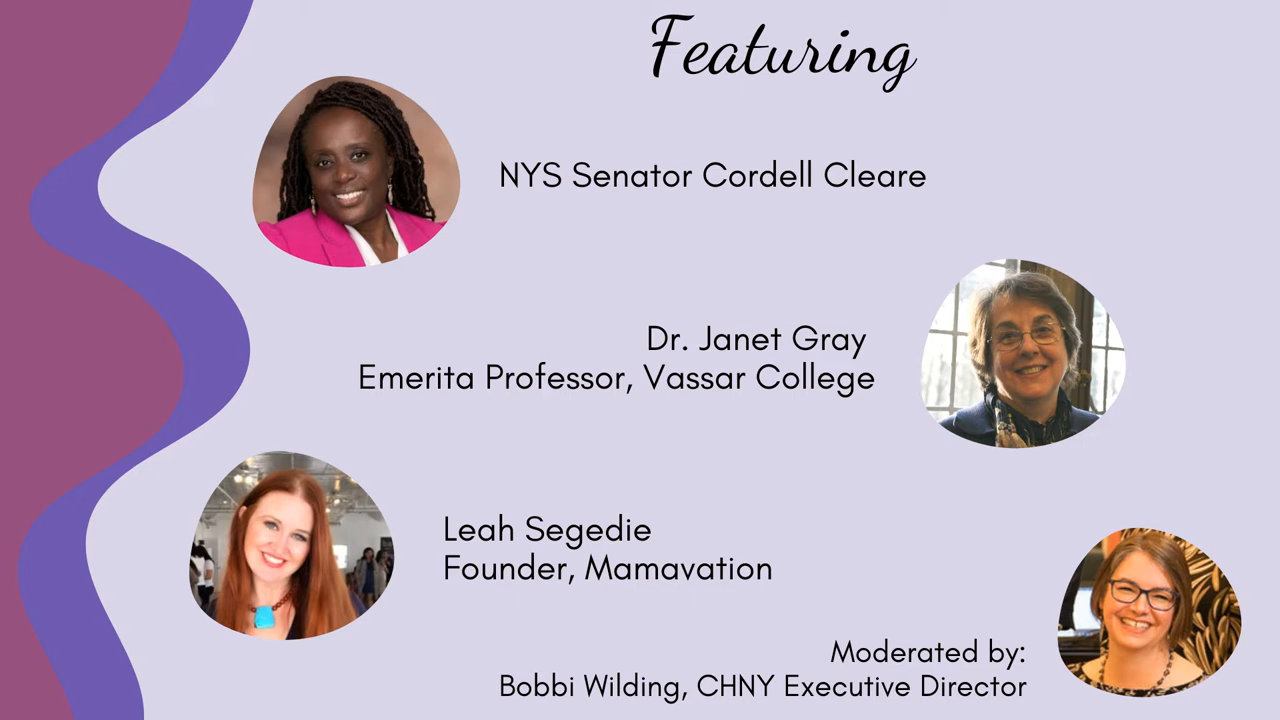 Featuring
NYS Senator Cordell Cleare
Dr. Janet Gray
Emerita Professor, Vassar College
Leah Segedie
Founder, Mamavation
Moderated by:
Bobbi Wilding, CHNY Executive Director